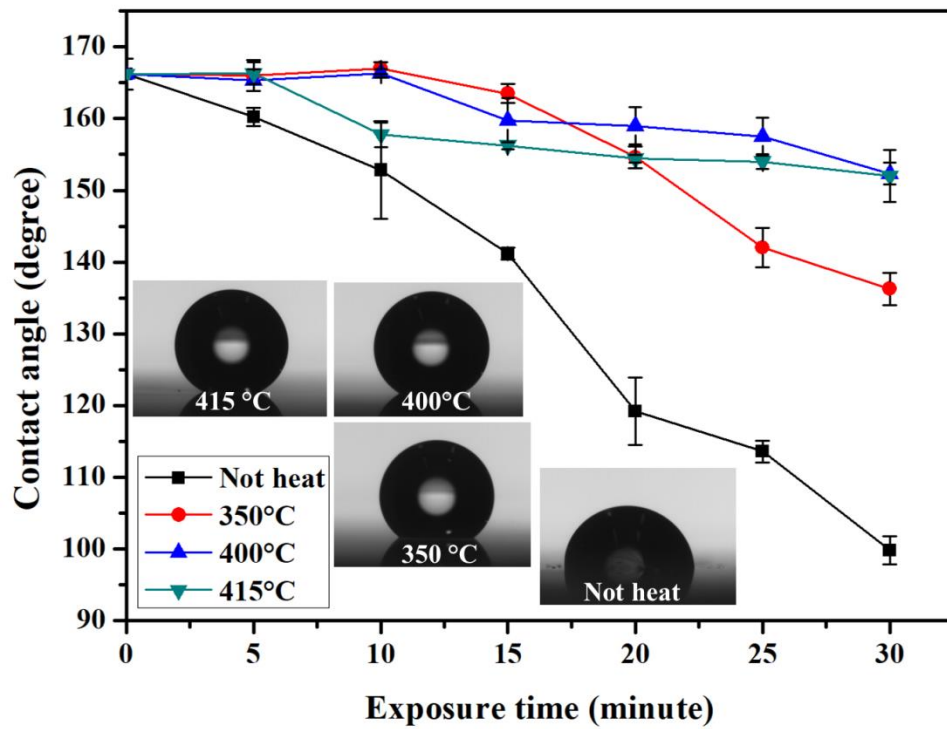 Contact angle (degree)
170
160
150
140
130
120
110
100
90
415 °C
400°C
350 °C
Not heat
Not heat
350°C
400°C
415°C
0
5
10
15
20
25
30
Exposure time (minute)